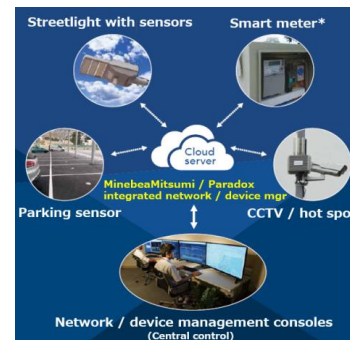 Streetlight with sensors
Smart meter*
Cloud
server
MinebeaMitsumi / Paradox
integrated network / device mgr
Parking sensor
CCTV / hot spo
Network / device management consoles
(Central control)